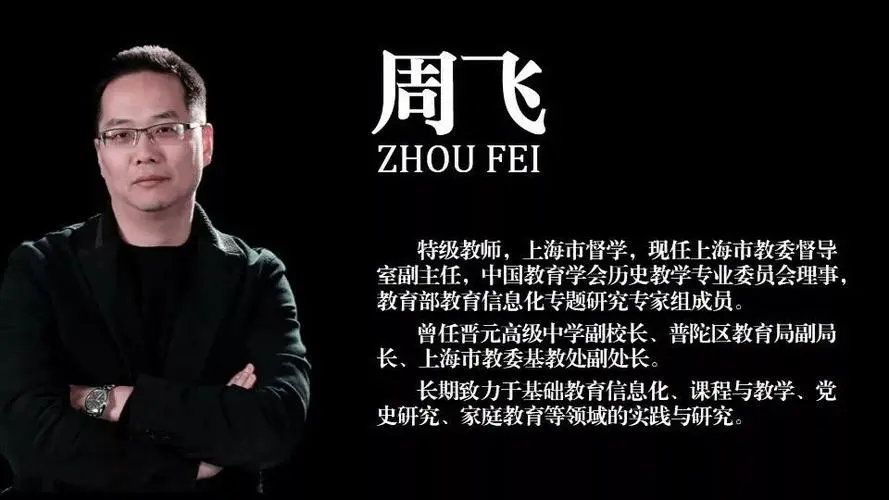 周飞
ZHOU FEI
特级教师，上海市督学，现任上海市教委督导
室副主任，中国教育学会历史教学专业委员会理事，
教育部教育信息化专题研究专家组成员。
曾任晋元高级中学副校长、普陀区教育局副局
长、上海市教委基教处副处长。
长期致力于基础教育信息化、课程与教学、党
史研究、家庭教育等领域的实践与研究。